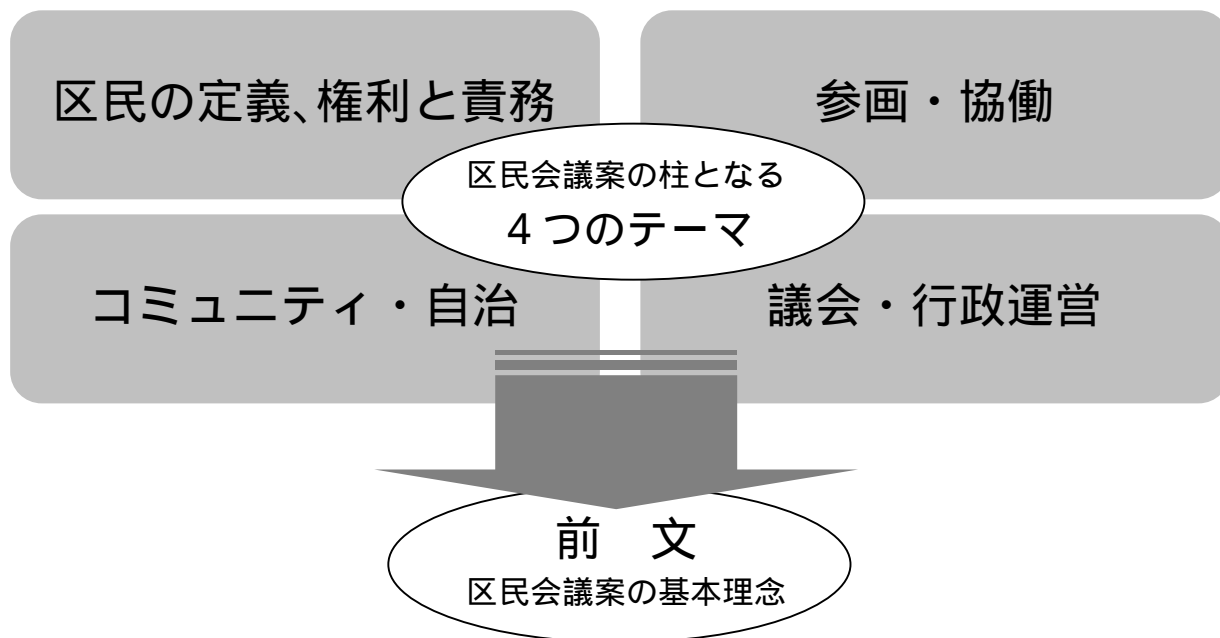 区民の定義、権利と責務
参画・協働
区民会議案の柱となる
４つのテーマ
コミュニティ・自治
議会・行政運営
前　文
区民会議案の基本理念